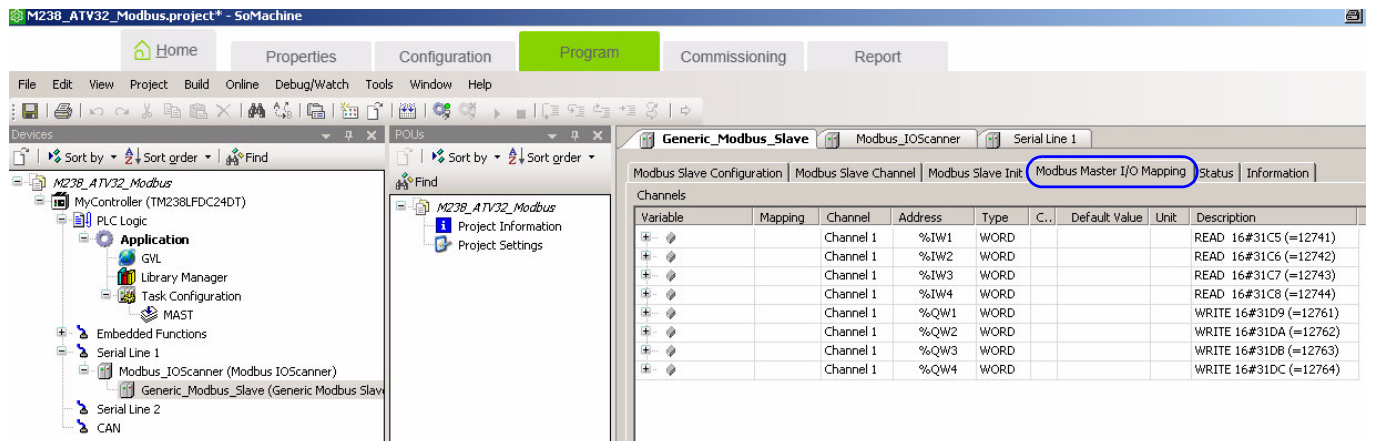 M238_ATV32_Modbus.project* - SoMachine
Home Properties Configuration Program Commissioning Report
File Edit View Project Build Online Debug/Watch Tools Window Help
Devices
Sort by Sort order Find
M238_ATV32_Modbus
MyController (TM238LFDC24DT)
PLC Logic
Application
GVL
Library Manager
Task Configuration
MAST
Embedded Functions
Serial Line 1
Modbus_IOScanner (Modbus IOScanner)
Generic_Modbus_Slave (Generic Modbus Slav
Serial Line 2
CAN
POUs
Sort by Sort order
Find
M238_ATV32_Modbus
Project Information
Project Settings
Generic_Modbus_Slave Modbus_IOScanner Serial Line 1
Modbus Slave Configuration Modbus Slave Channel Modbus Slave Init Modbus Master I/O Mapping Status Information
Channels
Variable Mapping Channel Address Type C.. Default Value Unit Description
Channel 1 %IW1 WORD READ 16#31C5 (=12741)
Channel 1 %IW2 WORD READ 16#31C6 (=12742)
Channel 1 %IW3 WORD READ 16#31C7 (=12743)
Channel 1 %IW4 WORD READ 16#31C8 (=12744)
Channel 1 %QW1 WORD WRITE 16#31D9 (=12761)
Channel 1 %QW2 WORD WRITE 16#31DA (=12762)
Channel 1 %QW3 WORD WRITE 16#31DB (=12763)
Channel 1 %QW4 WORD WRITE 16#31DC (=12764)